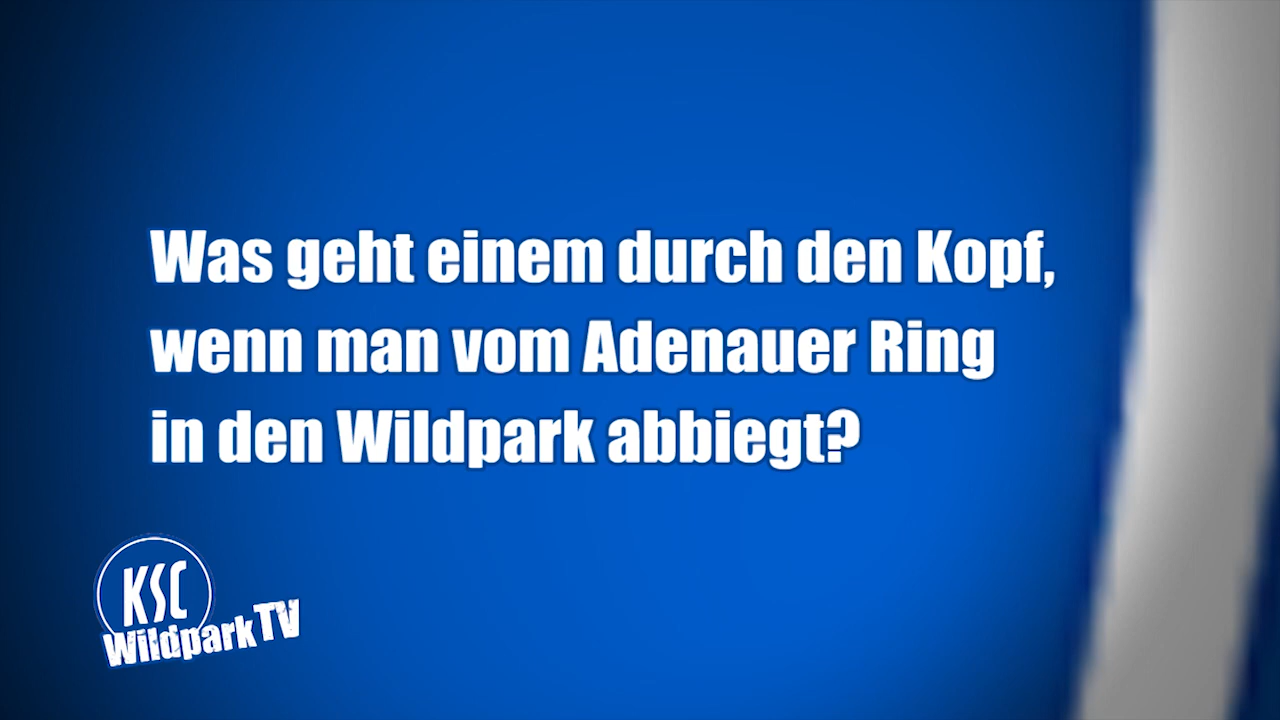 Was geht einem durch den Kopf,
wenn man vom Adenauer Ring
in den Wildpark abbiegt?
KSC
WildparkTV